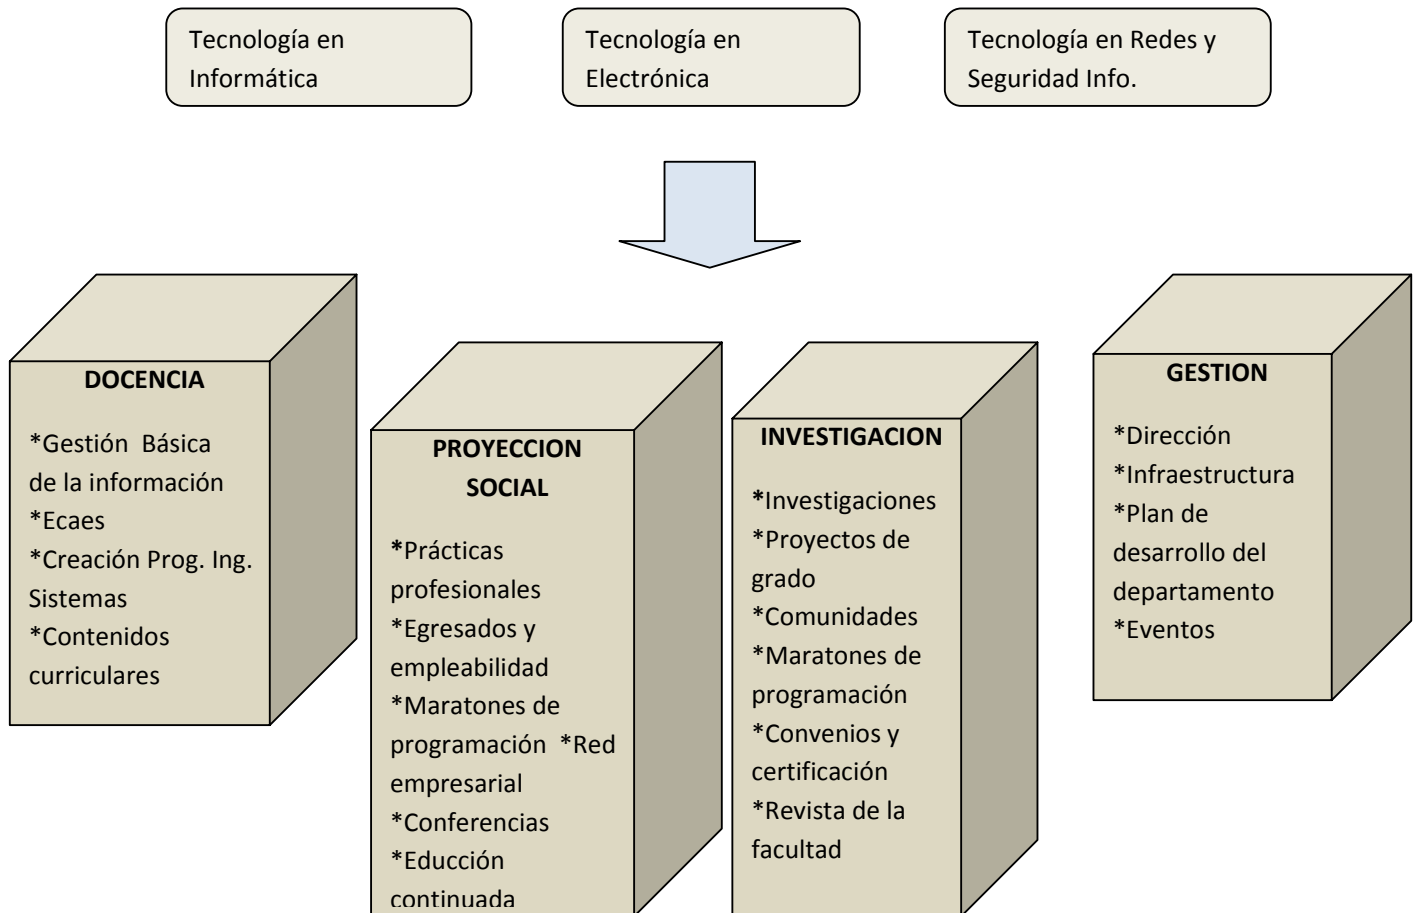 Tecnología en
Informática
Tecnología en
Electrónica
Tecnología en Redes y
Seguridad Info.
DOCENCIA
*Gestión Básica
de la información
*Ecaes
*Creación Prog. Ing.
Sistemas
*Contenidos
curriculares
PROYECCION
SOCIAL
*Prácticas
profesionales
*Egresados y
empleabilidad
*Maratones de
programación *Red
empresarial
*Conferencias
*Educción
continuada
INVESTIGACION
*Investigaciones
*Proyectos de
grado
*Comunidades
*Maratones de
programación
*Convenios y
certificación
*Revista de la
facultad
GESTION
*Dirección
*Infraestructura
*Plan de
desarrollo del
departamento
*Eventos